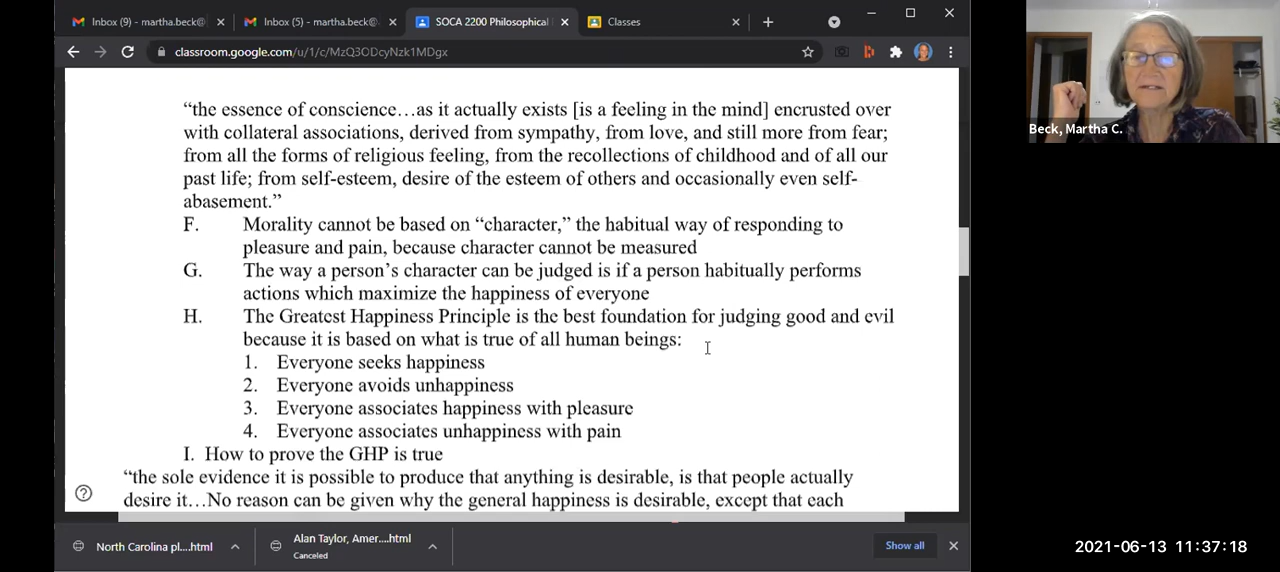 Inbox (9) - martha.beck@
Inbox (5) - martha.beck@
SOCA 2200 Philosophical
Classes
classroom.google.com/u/1/c/MzQ3ODcyNzk1MDgx
“the essence of conscience…as it actually exists [is a feeling in the mind] encrusted over
with collateral associations, derived from sympathy, from love, and still more from fear;
from all the forms of religious feeling, from the recollections of childhood and of all our
past life; from self-esteem, desire of the esteem of others and occasionally even self-
abasement.”
F. Morality cannot be based on “character,” the habitual way of responding to
pleasure and pain, because character cannot be measured
G. The way a person’s character can be judged is if a person habitually performs
actions which maximize the happiness of everyone
H. The Greatest Happiness Principle is the best foundation for judging good and evil
because it is based on what is true of all human beings:
1. Everyone seeks happiness
2. Everyone avoids unhappiness
3. Everyone associates happiness with pleasure
4. Everyone associates unhappiness with pain
I. How to prove the GHP is true
“the sole evidence it is possible to produce that anything is desirable, is that people actually
desire it…No reason can be given why the general happiness is desirable, except that each
North Carolina pl....html
Alan Taylor, Amer....html
Canceled
Show all
Beck, Martha C.
2021-06-13 11:37:18